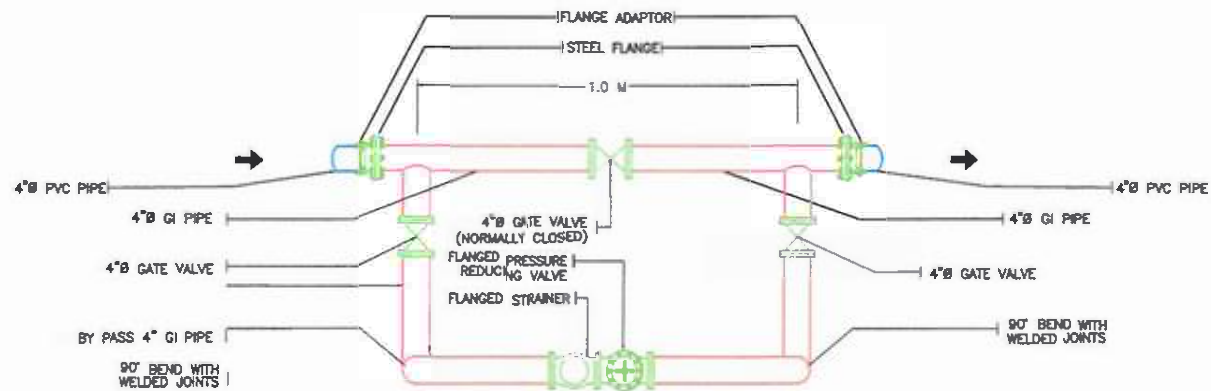 FLANGE ADAPTOR
STEEL FLANGE
1.0 M
4"Ø PVC PIPE
4"Ø PVC PIPE
4"Ø GI PIPE
4"Ø GATE VALVE
(NORMALLY CLOSED)
4"Ø GI PIPE
4"Ø GATE VALVE
FLANGED PRESSURE
REDUCING VALVE
4"Ø GATE VALVE
FLANGED STRAINER
BY PASS 4" GI PIPE
90° BEND WITH
WELDED JOINTS
90° BEND WITH
WELDED JOINTS